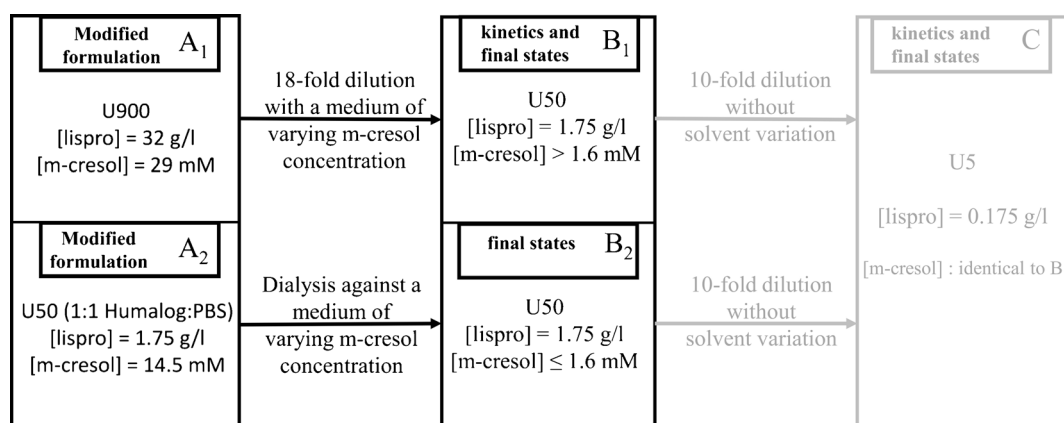 Modified
formulation
A1
U900
[lispro] = 32 g/l
[m-cresol] = 29 mM
18-fold dilution
with a medium of
varying m-cresol
concentration
kinetics and
final states
B1
U50
[lispro] = 1.75 g/l
[m-cresol] > 1.6 mM
10-fold dilution
without
solvent variation
kinetics and
final states
C
U5
[lispro] = 0.175 g/l
[m-cresol] : identical to B
Modified
formulation
A2
U50 (1:1 Humalog:PBS)
[lispro] = 1.75 g/l
[m-cresol] = 14.5 mM
Dialysis against a
medium of
varying m-cresol
concentration
final states
B2
U50
[lispro] = 1.75 g/l
[m-cresol] ≤ 1.6 mM
10-fold dilution
without
solvent variation